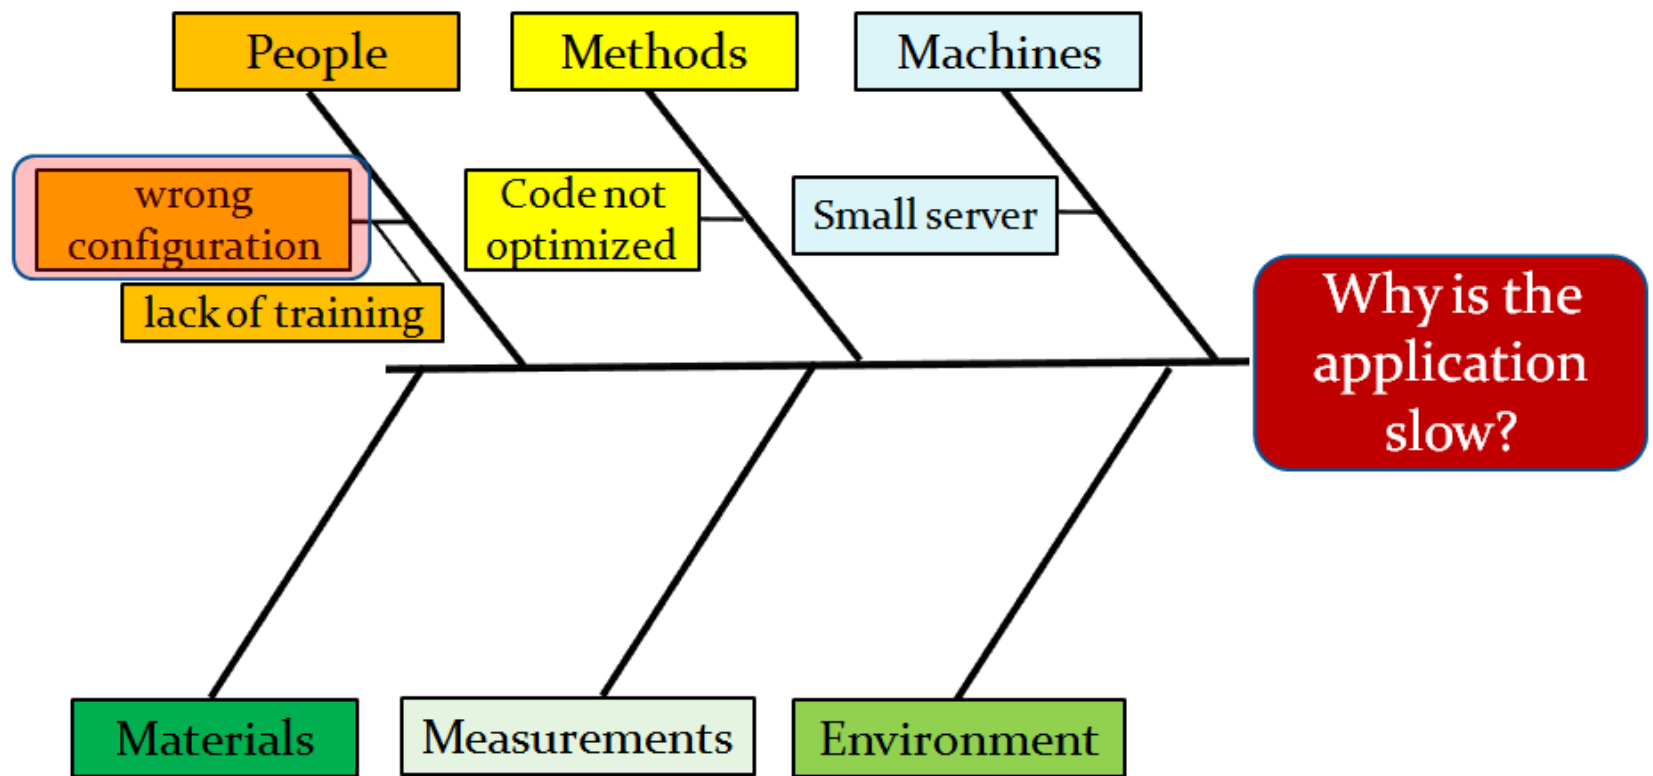 People
Methods
Machines
wrong
configuration
lack of training
Code not
optimized
Small server
Why is the
application
slow?
Materials
Measurements
Environment